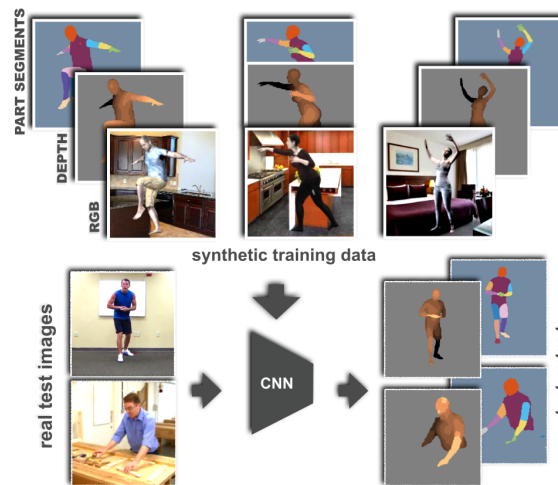 PART SEGMENTS
DEPTH
RGB
synthetic training data
real test images
CNN